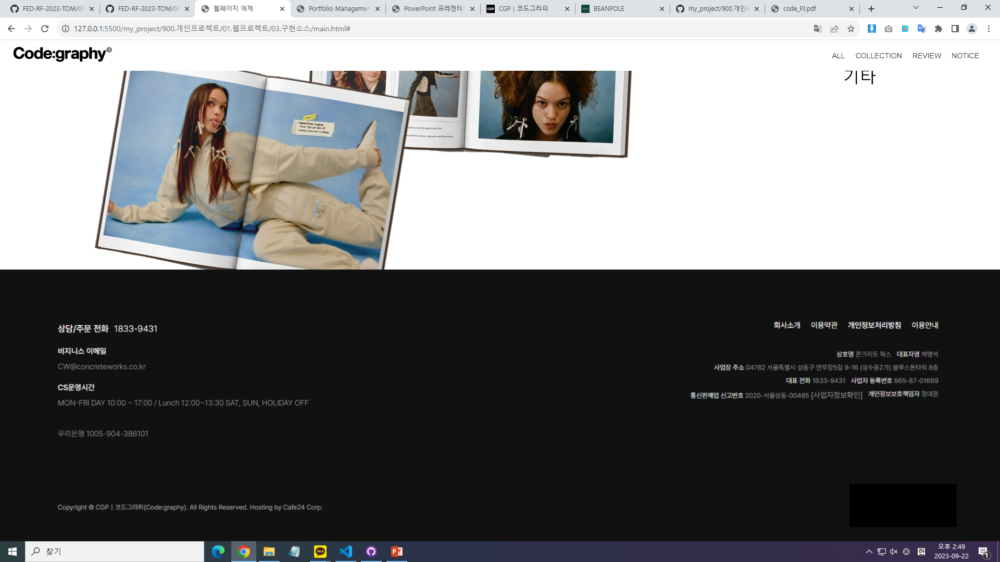 FED-RF-2023-TOM/00
FED-RF-2023-TOM/00
웹페이지 예제
Portfolio Managemen
PowerPoint 프레젠테이
CGP | 코드그라피
BEANPOLE
my_project/900.개인프
code_PJ.pdf
127.0.0.1:5500/my_project/900.개인프로젝트/01.웹프로젝트/03.구현소스/main.html#
Code:graphy©
ALL COLLECTION REVIEW NOTICE
기타
상담/주문 전화 1833-9431
비지니스 이메일
CW@concreteworks.co.kr
CS운영시간
MON-FRI DAY 10:00 ~ 17:00 / Lunch 12:00~13:30 SAT, SUN, HOLIDAY OFF
우리은행 1005-904-386101
회사소개 이용약관 개인정보처리방침 이용안내
상호명 콘크리트 웍스 대표자명 채명석
사업장 주소 04782 서울특별시 성동구 연무장5길 9-16 (성수동2가) 블루스톤타워 8층
대표 전화 1833-9431 사업자 등록번호 665-87-01689
통신판매업 신고번호 2020-서울성동-00485 [사업자정보확인] 개인정보보호책임자 정대권
Copyright © CGP | 코드그라피(Code:graphy). All Rights Reserved. Hosting by Cafe24 Corp.
찾기
TALK
한
오후 2:49
2023-09-22
1